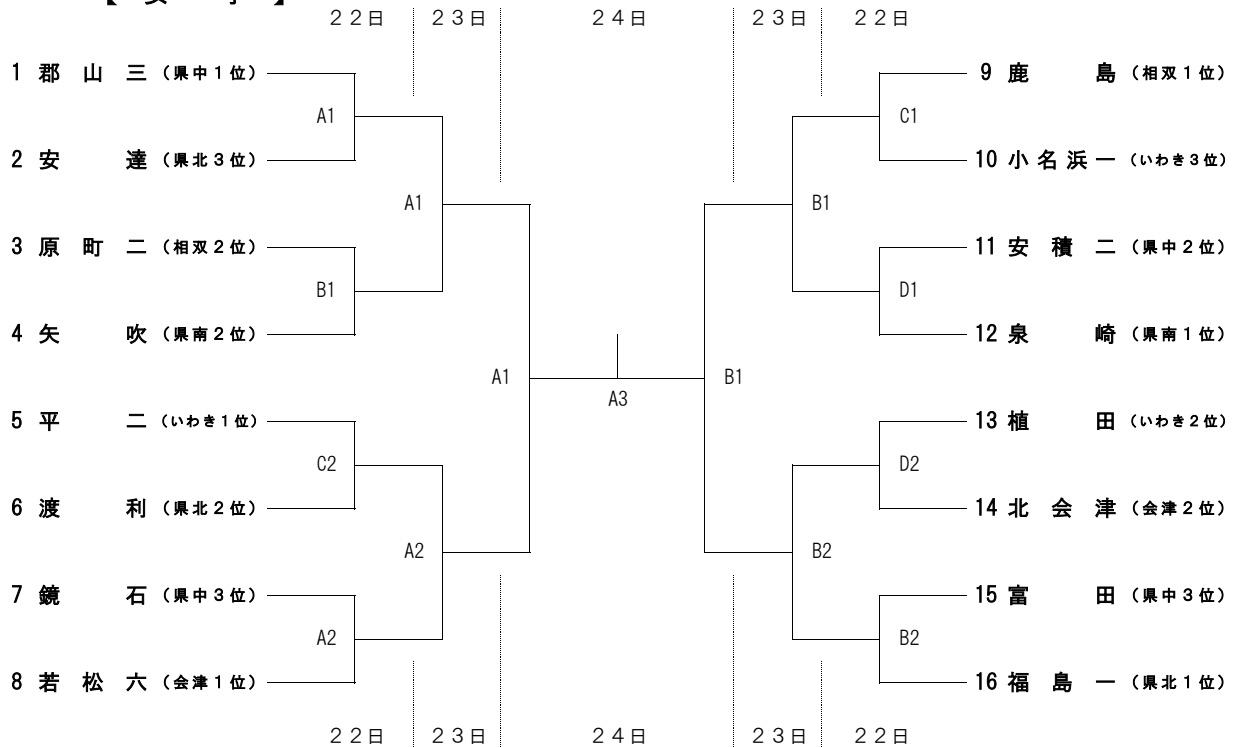 22日 23日 24日 23日 22日
1 郡山三 (県中1位)
A1
2 安達 (県北3位)
A1
3 原町二 (相双2位)
B1
4 矢吹 (県南2位)
A1
5 平二 (いわき1位)
C2
6 渡利 (県北2位)
A2
7 鏡石 (県中3位)
A2
8 若松六 (会津1位)
A3
9 鹿島 (相双1位)
C1
10 小名浜一 (いわき3位)
B1
11 安積二 (県中2位)
D1
12 泉崎 (県南1位)
B1
13 植田 (いわき2位)
D2
14 北会津 (会津2位)
B2
15 富田 (県中3位)
B2
16 福島一 (県北1位)
22日 23日 24日 23日 22日